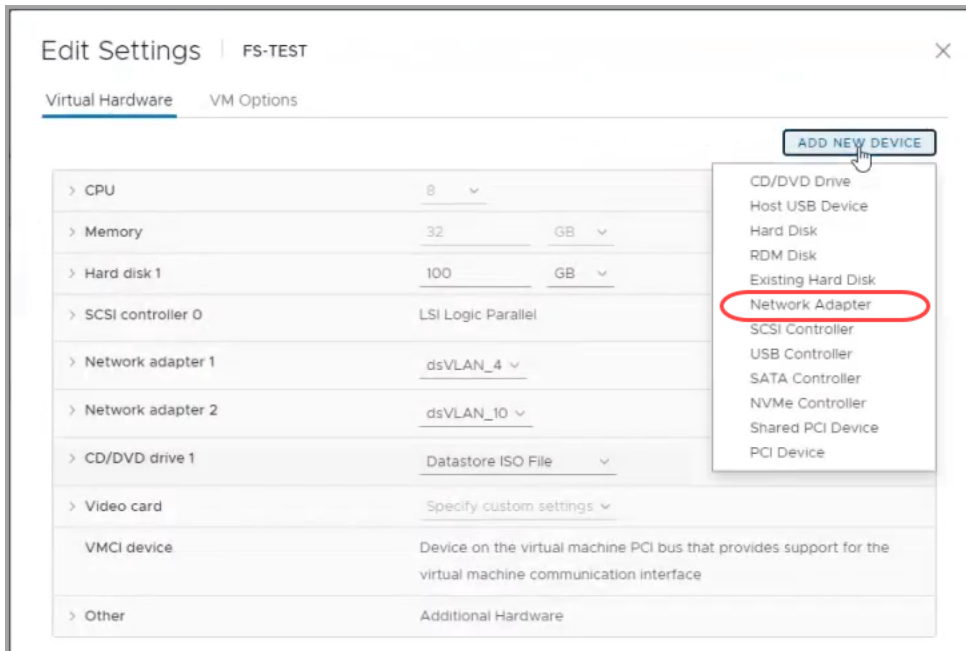 Edit Settings FS-TEST
Virtual Hardware VM Options
ADD NEW DEVICE
CD/DVD Drive
Host USB Device
Hard Disk
RDM Disk
Existing Hard Disk
Network Adapter
SCSI Controller
USB Controller
SATA Controller
NVMe Controller
Shared PCI Device
PCI Device
CPU 8
Memory 32 GB
Hard disk 1 100 GB
SCSI controller 0 LSI Logic Parallel
Network adapter 1 dsVLAN_4
Network adapter 2 dsVLAN_10
CD/DVD drive 1 Datastore ISO File
Video card Specify custom settings
VMCI device Device on the virtual machine PCI bus that provides support for the
virtual machine communication interface
Other Additional Hardware